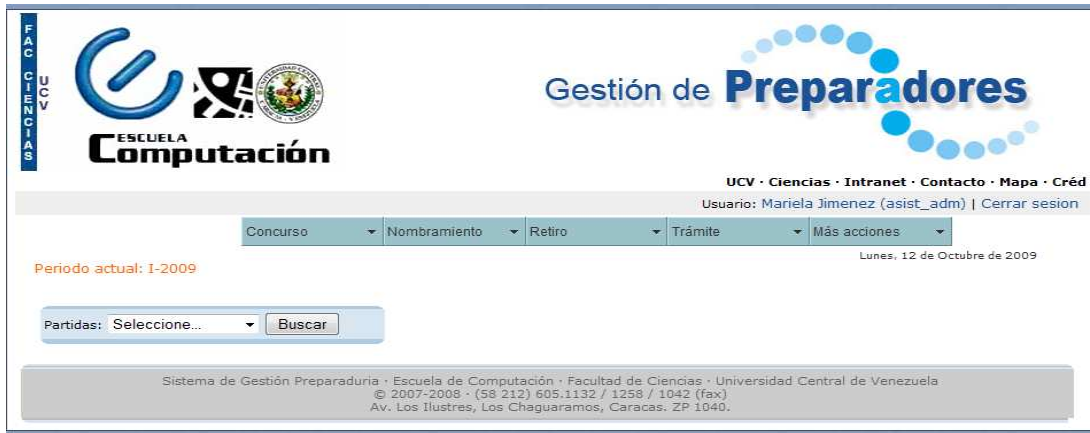 FAC CIENCIAS
UCV
ESCUELA
Computación
Gestión de Preparadores
UCV · Ciencias · Intranet · Contacto · Mapa · Créd
Usuario: Mariela Jimenez (asist_adm) | Cerrar sesion
Concurso Nombramiento Retiro Trámite Más acciones
Lunes, 12 de Octubre de 2009
Periodo actual: I-2009
Partidas: Seleccione... Buscar
Sistema de Gestión Preparaduria · Escuela de Computación · Facultad de Ciencias · Universidad Central de Venezuela
© 2007-2008 · (58 212) 605.1132 / 1258 / 1042 (fax)
Av. Los Ilustres, Los Chaguaramos, Caracas. ZP 1040.